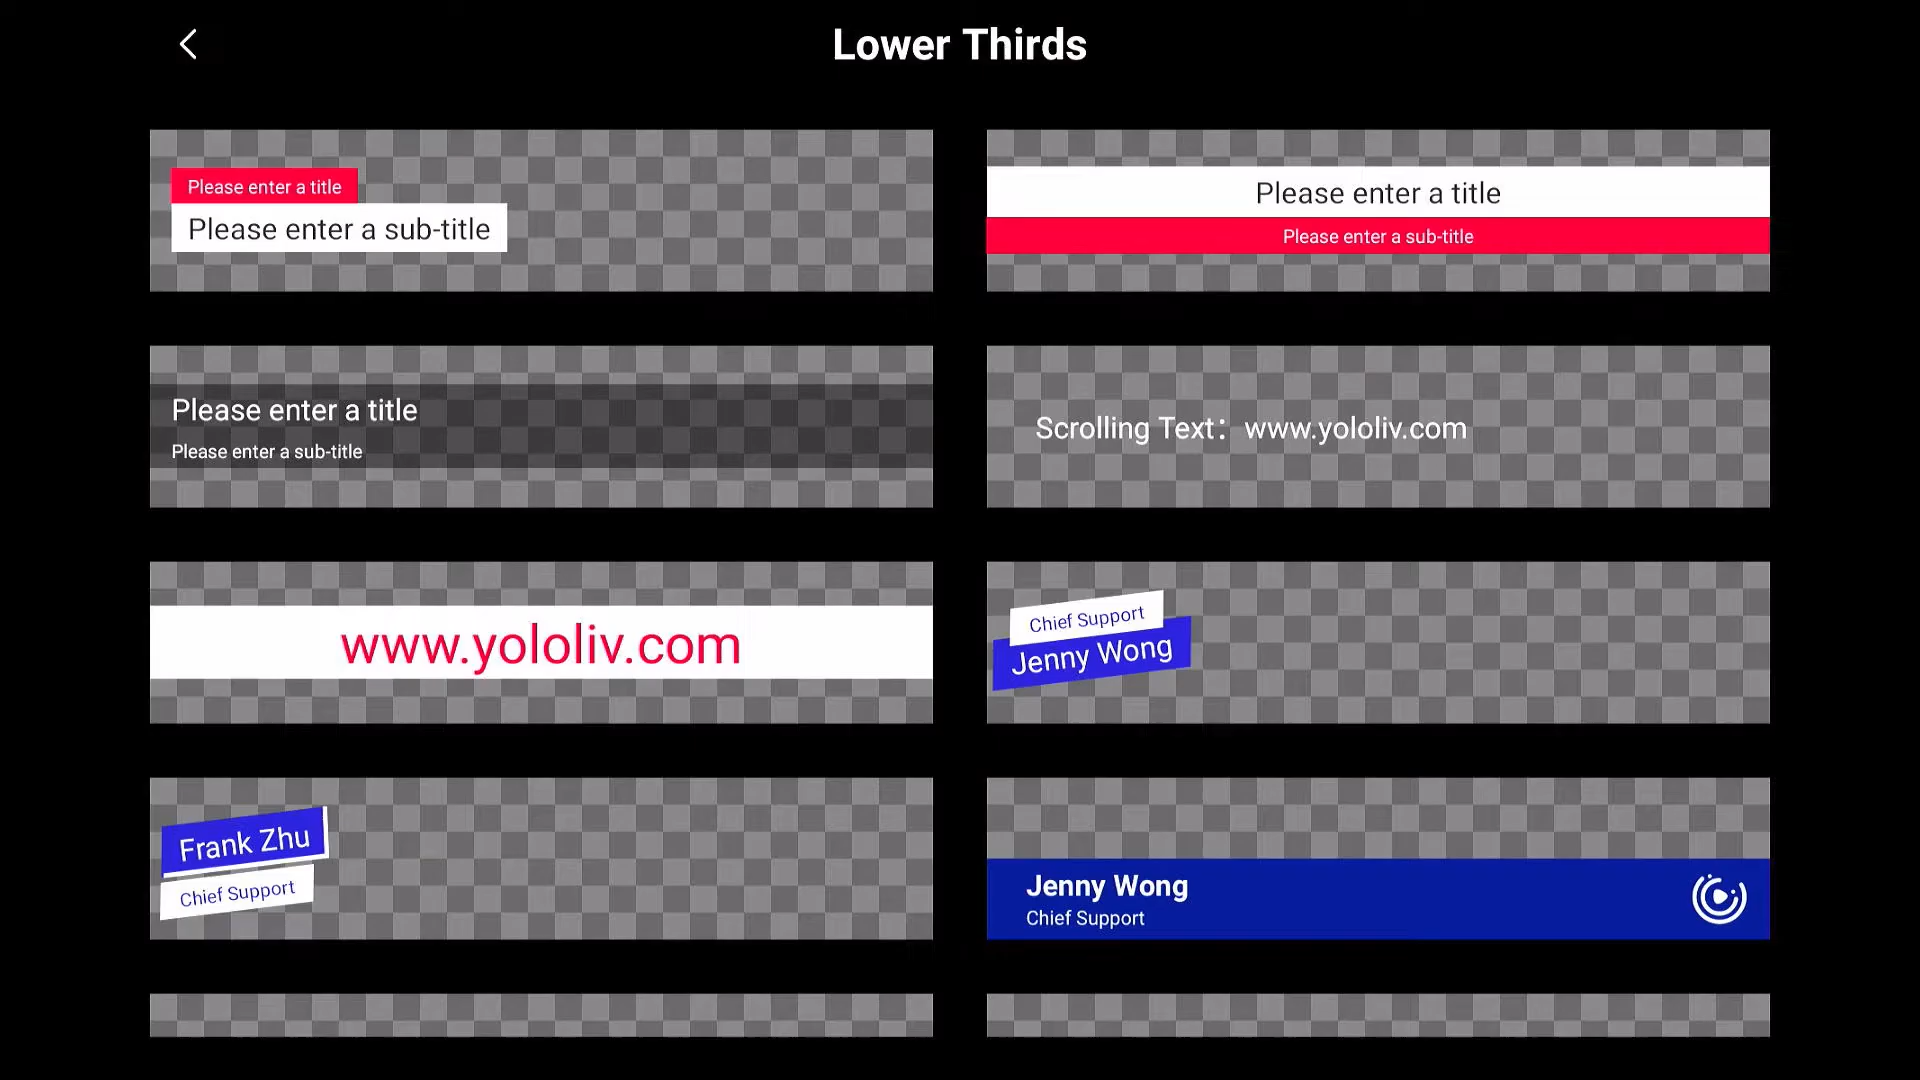 Lower Thirds
Please enter a title
Please enter a sub-title
Please enter a title
Please enter a sub-title
Please enter a title
Please enter a sub-title
Scrolling Text：www.yololiv.com
www.yololiv.com
Chief Support
Jenny Wong
Frank Zhu
Chief Support
Jenny Wong
Chief Support